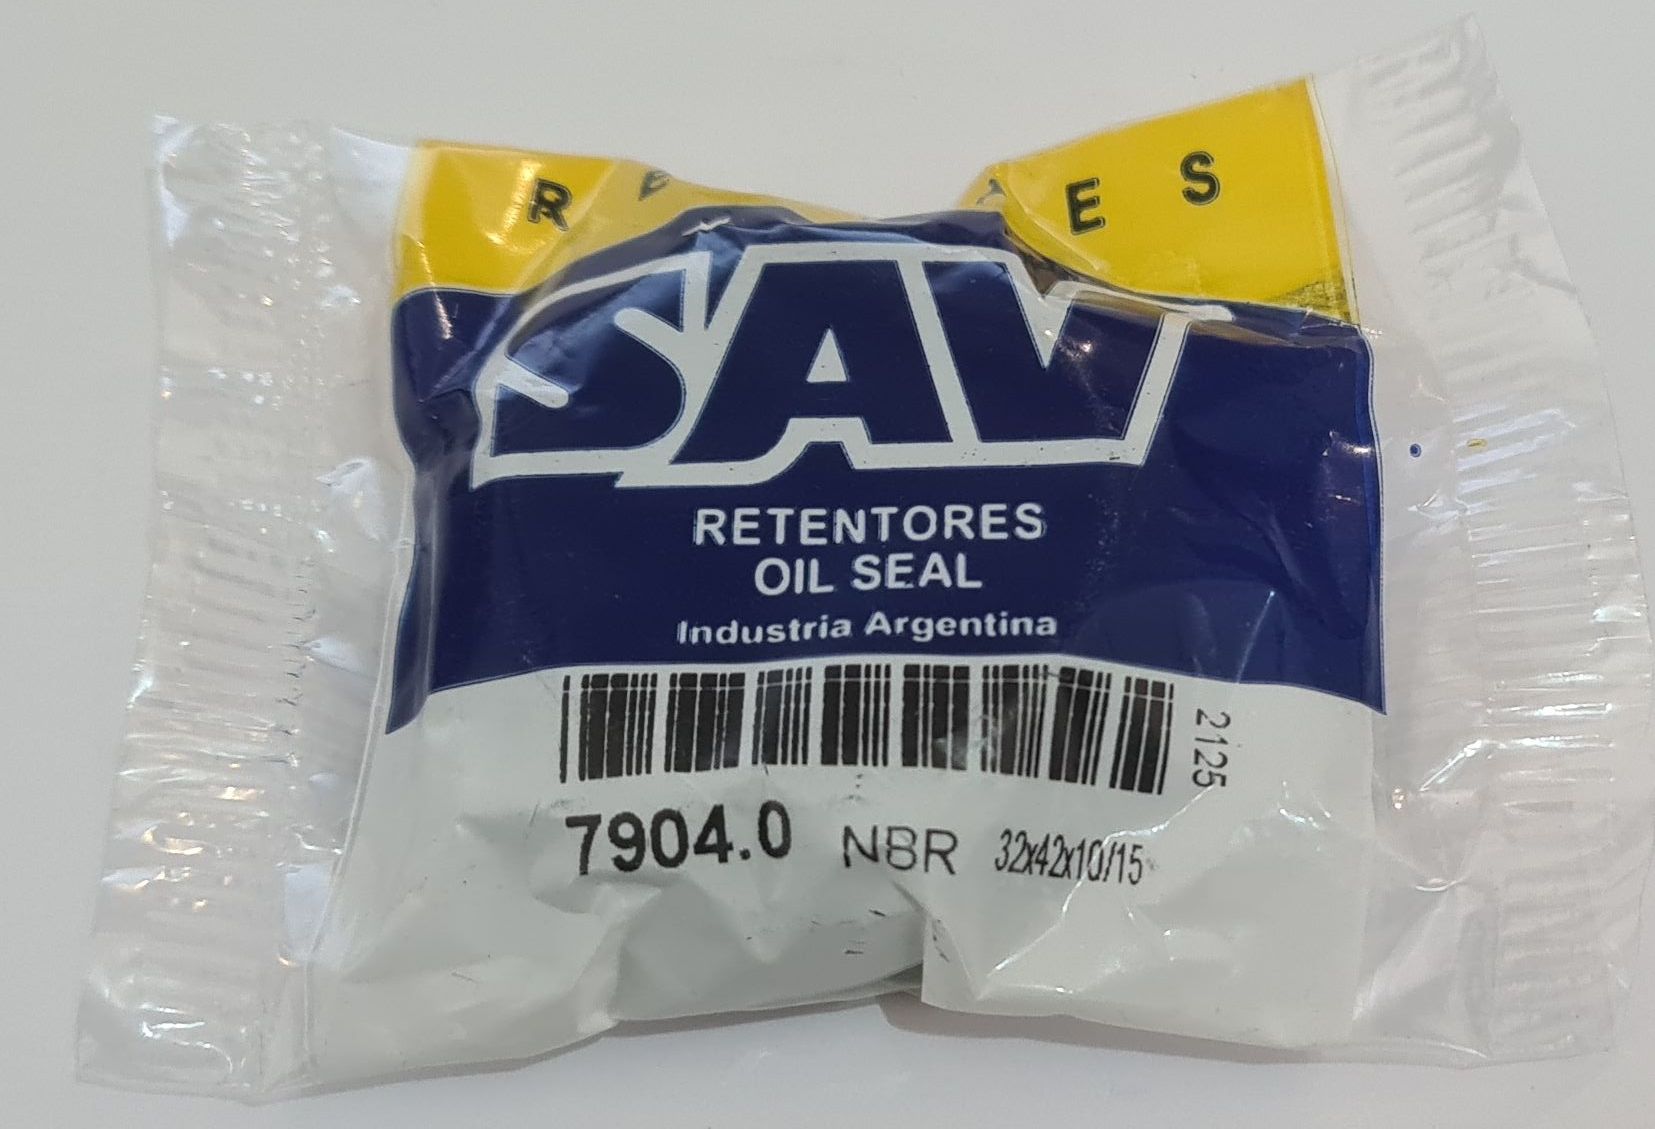 SAV
RETENTORES
OIL SEAL
Industria Argentina
2125
7904.0 NBR 32x42x10/15